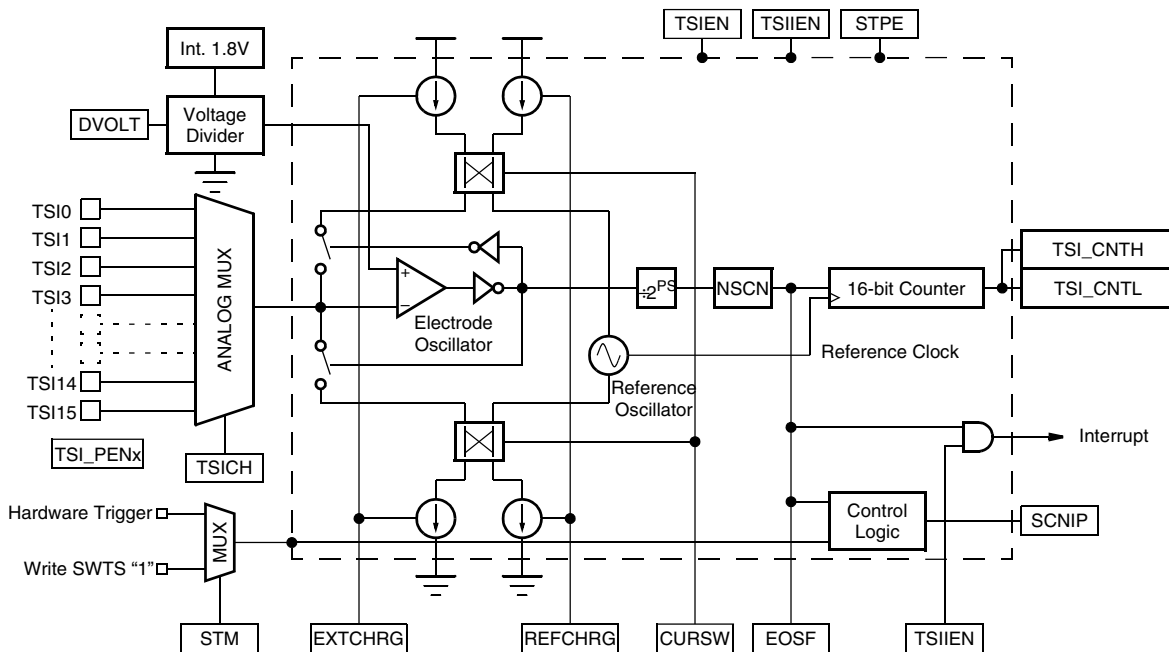 TSIEN
TSIIEN
STPE
Int. 1.8V
DVOLT
Voltage
Divider
TSI0
TSI1
TSI2
TSI3
TSI14
TSI15
ANALOG MUX
+
−
Electrode
Oscillator
÷2PS
NSCN
16-bit Counter
TSI_CNTH
TSI_CNTL
Reference Clock
Reference
Oscillator
TSI_PENx
TSICH
Interrupt
Hardware Trigger
Write SWTS “1”
MUX
Control
Logic
SCNIP
STM
EXTCHRG
REFCHRG
CURSW
EOSF
TSIIEN